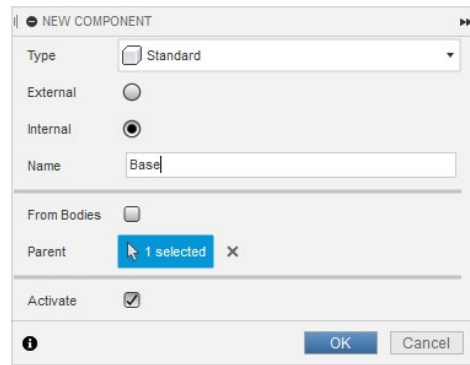 NEW COMPONENT
Type Standard
External
Internal
Name Base
From Bodies
Parent 1 selected
Activate
OK Cancel